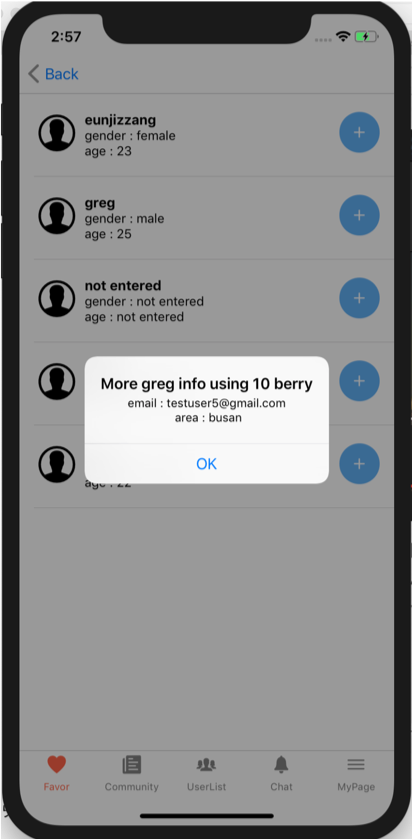 2:57
Back
eunjizzang
gender : female
age : 23
greg
gender : male
age : 25
not entered
gender : not entered
age : not entered
More greg info using 10 berry
email : testuser5@gmail.com
area : busan
OK
age : 22
Favor
Community
UserList
Chat
MyPage